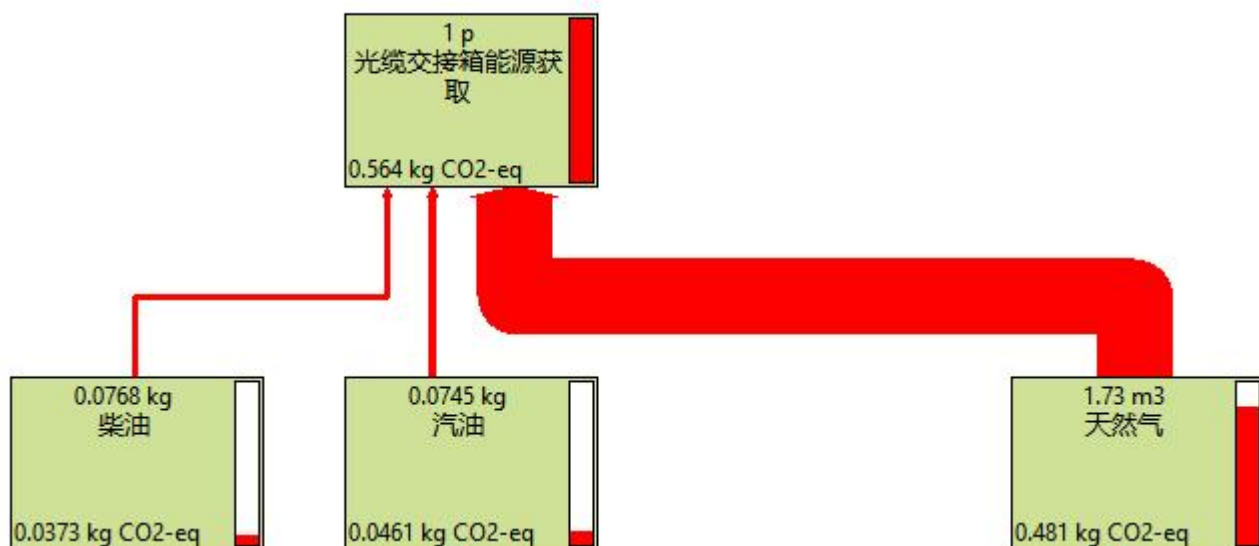 1 p
光缆交接箱能源获
取
0.564 kg CO2-eq
0.0768 kg
柴油
0.0373 kg CO2-eq
0.0745 kg
汽油
0.0461 kg CO2-eq
1.73 m3
天然气
0.481 kg CO2-eq